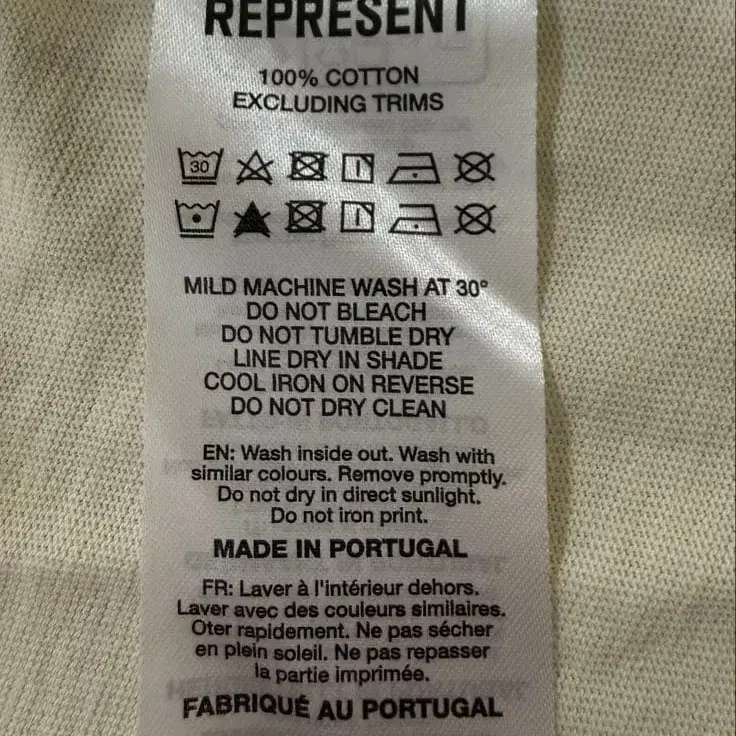 REPRESENT
100% COTTON
EXCLUDING TRIMS
30
MILD MACHINE WASH AT 30°
DO NOT BLEACH
DO NOT TUMBLE DRY
LINE DRY IN SHADE
COOL IRON ON REVERSE
DO NOT DRY CLEAN
EN: Wash inside out. Wash with
similar colours. Remove promptly.
Do not dry in direct sunlight.
Do not iron print.
MADE IN PORTUGAL
FR: Laver à l'intérieur dehors.
Laver avec des couleurs similaires.
Oter rapidement. Ne pas sécher
en plein soleil. Ne pas repasser
la partie imprimée.
FABRIQUÉ AU PORTUGAL